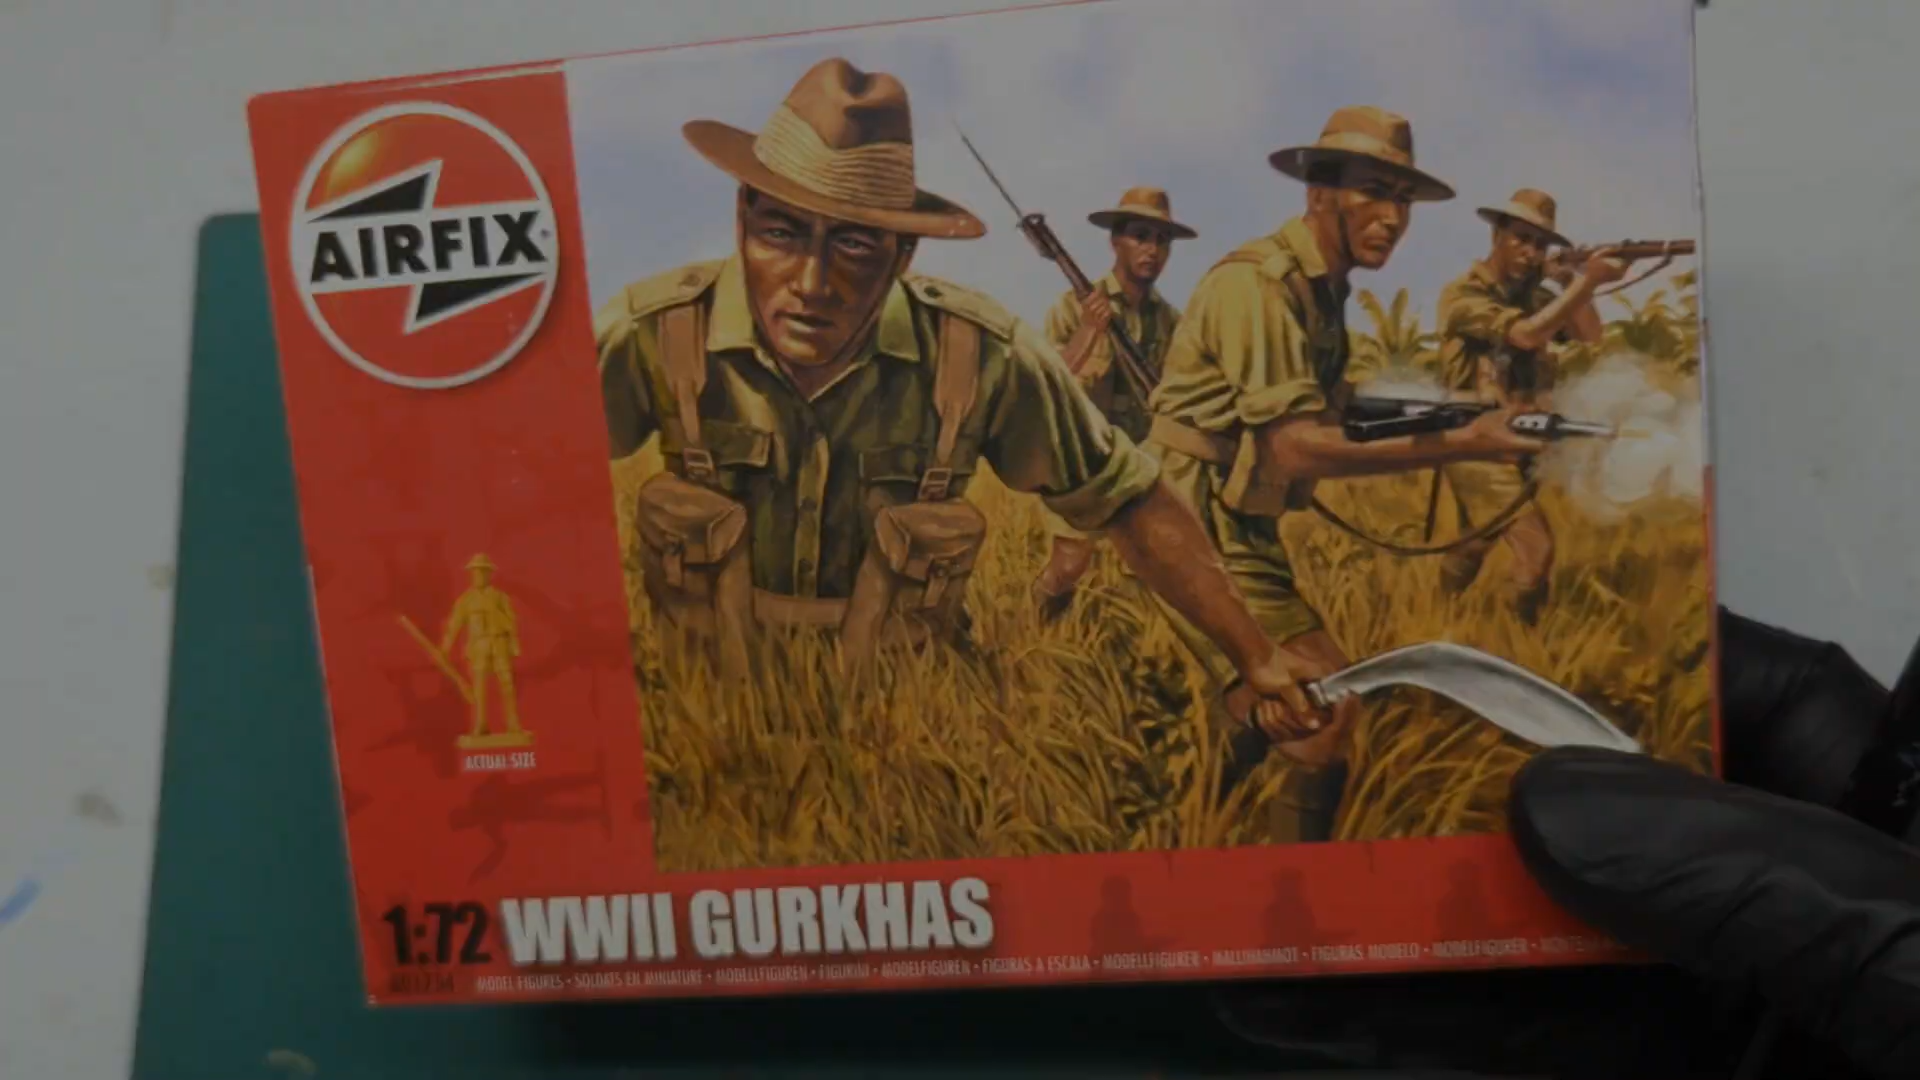 AIRFIX
ACTUAL SIZE
1:72 WWII GURKHAS
MODEL FIGURES • SOLDATS EN MINIATURE • MODELLFIGUREN • FIGURINI • MODELFIGUREN • FIGURAS A ESCALA • MODELLFIGURER • MALLIHAHMOT • FIGURAS MODELO • MODELFIGURER •